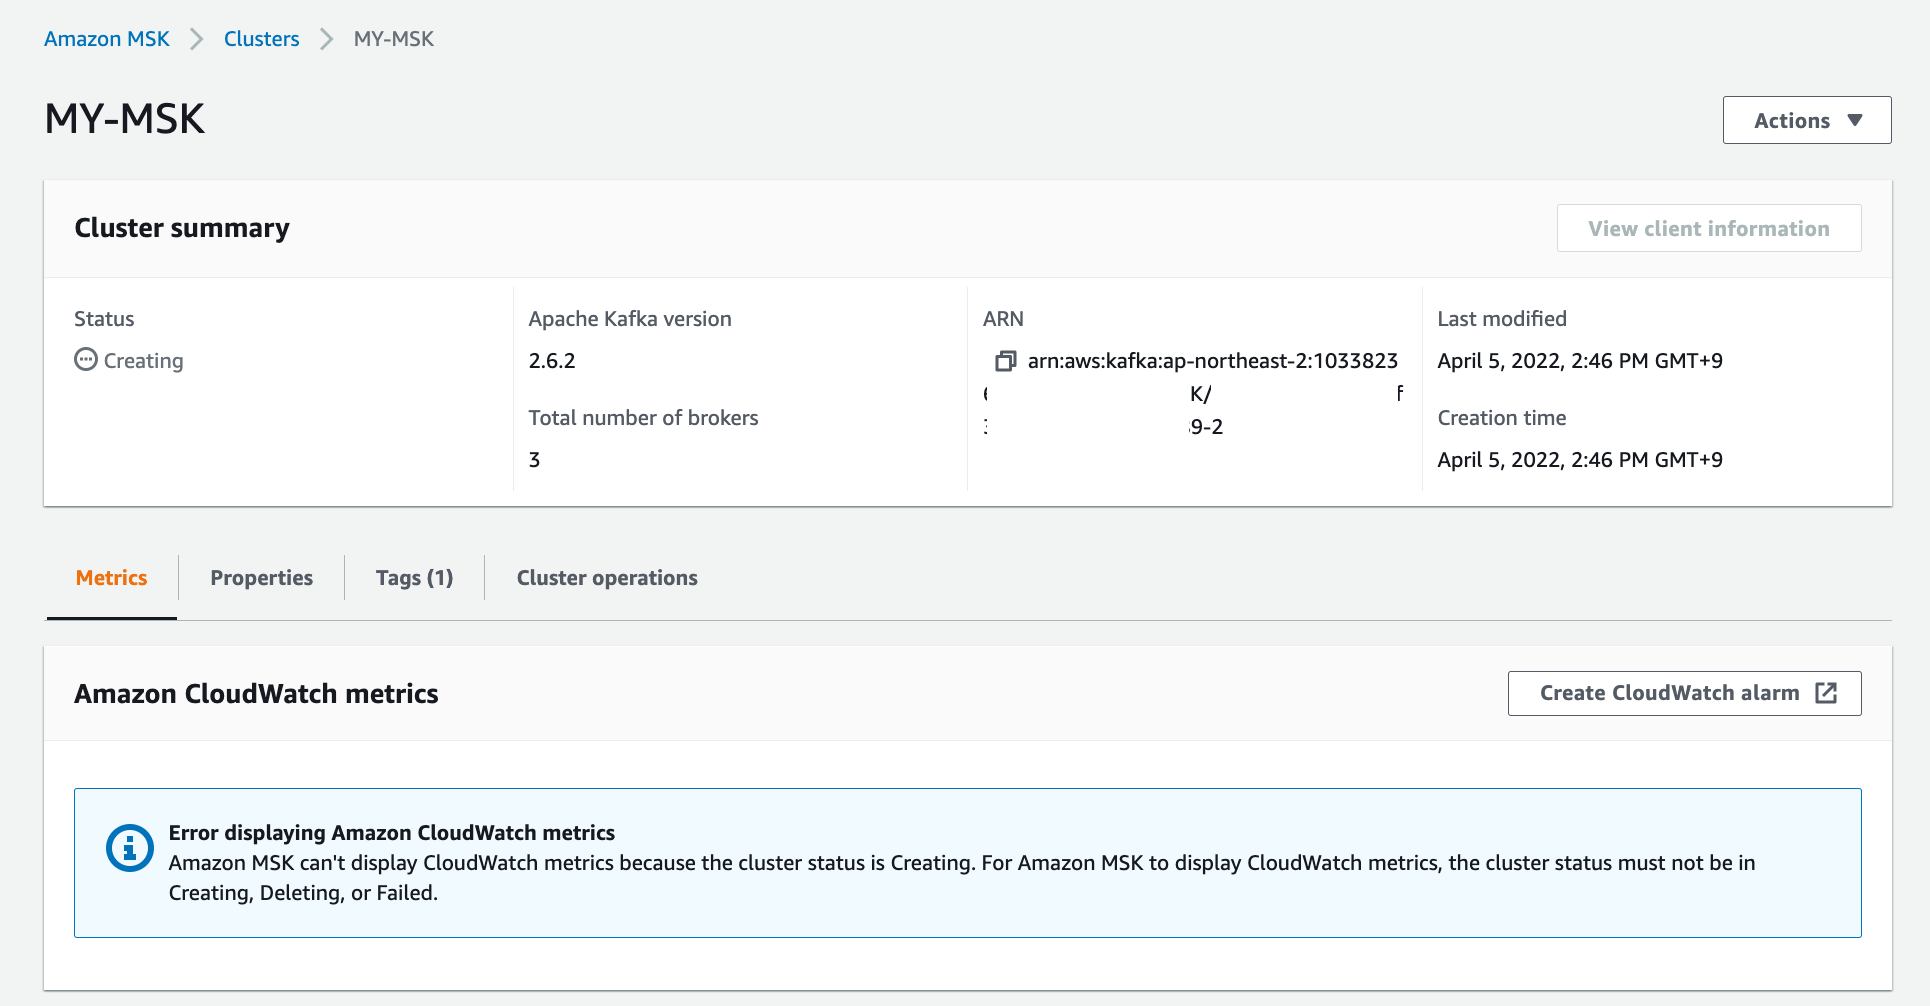 Amazon MSK > Clusters > MY-MSK
MY-MSK
Actions ▼
Cluster summary
View client information
Status
Creating
Apache Kafka version
2.6.2
Total number of brokers
3
ARN
arn:aws:kafka:ap-northeast-2:1033823
K/
9-2
Last modified
April 5, 2022, 2:46 PM GMT+9
Creation time
April 5, 2022, 2:46 PM GMT+9
Metrics
Properties
Tags (1)
Cluster operations
Amazon CloudWatch metrics
Create CloudWatch alarm
Error displaying Amazon CloudWatch metrics
Amazon MSK can't display CloudWatch metrics because the cluster status is Creating. For Amazon MSK to display CloudWatch metrics, the cluster status must not be in
Creating, Deleting, or Failed.